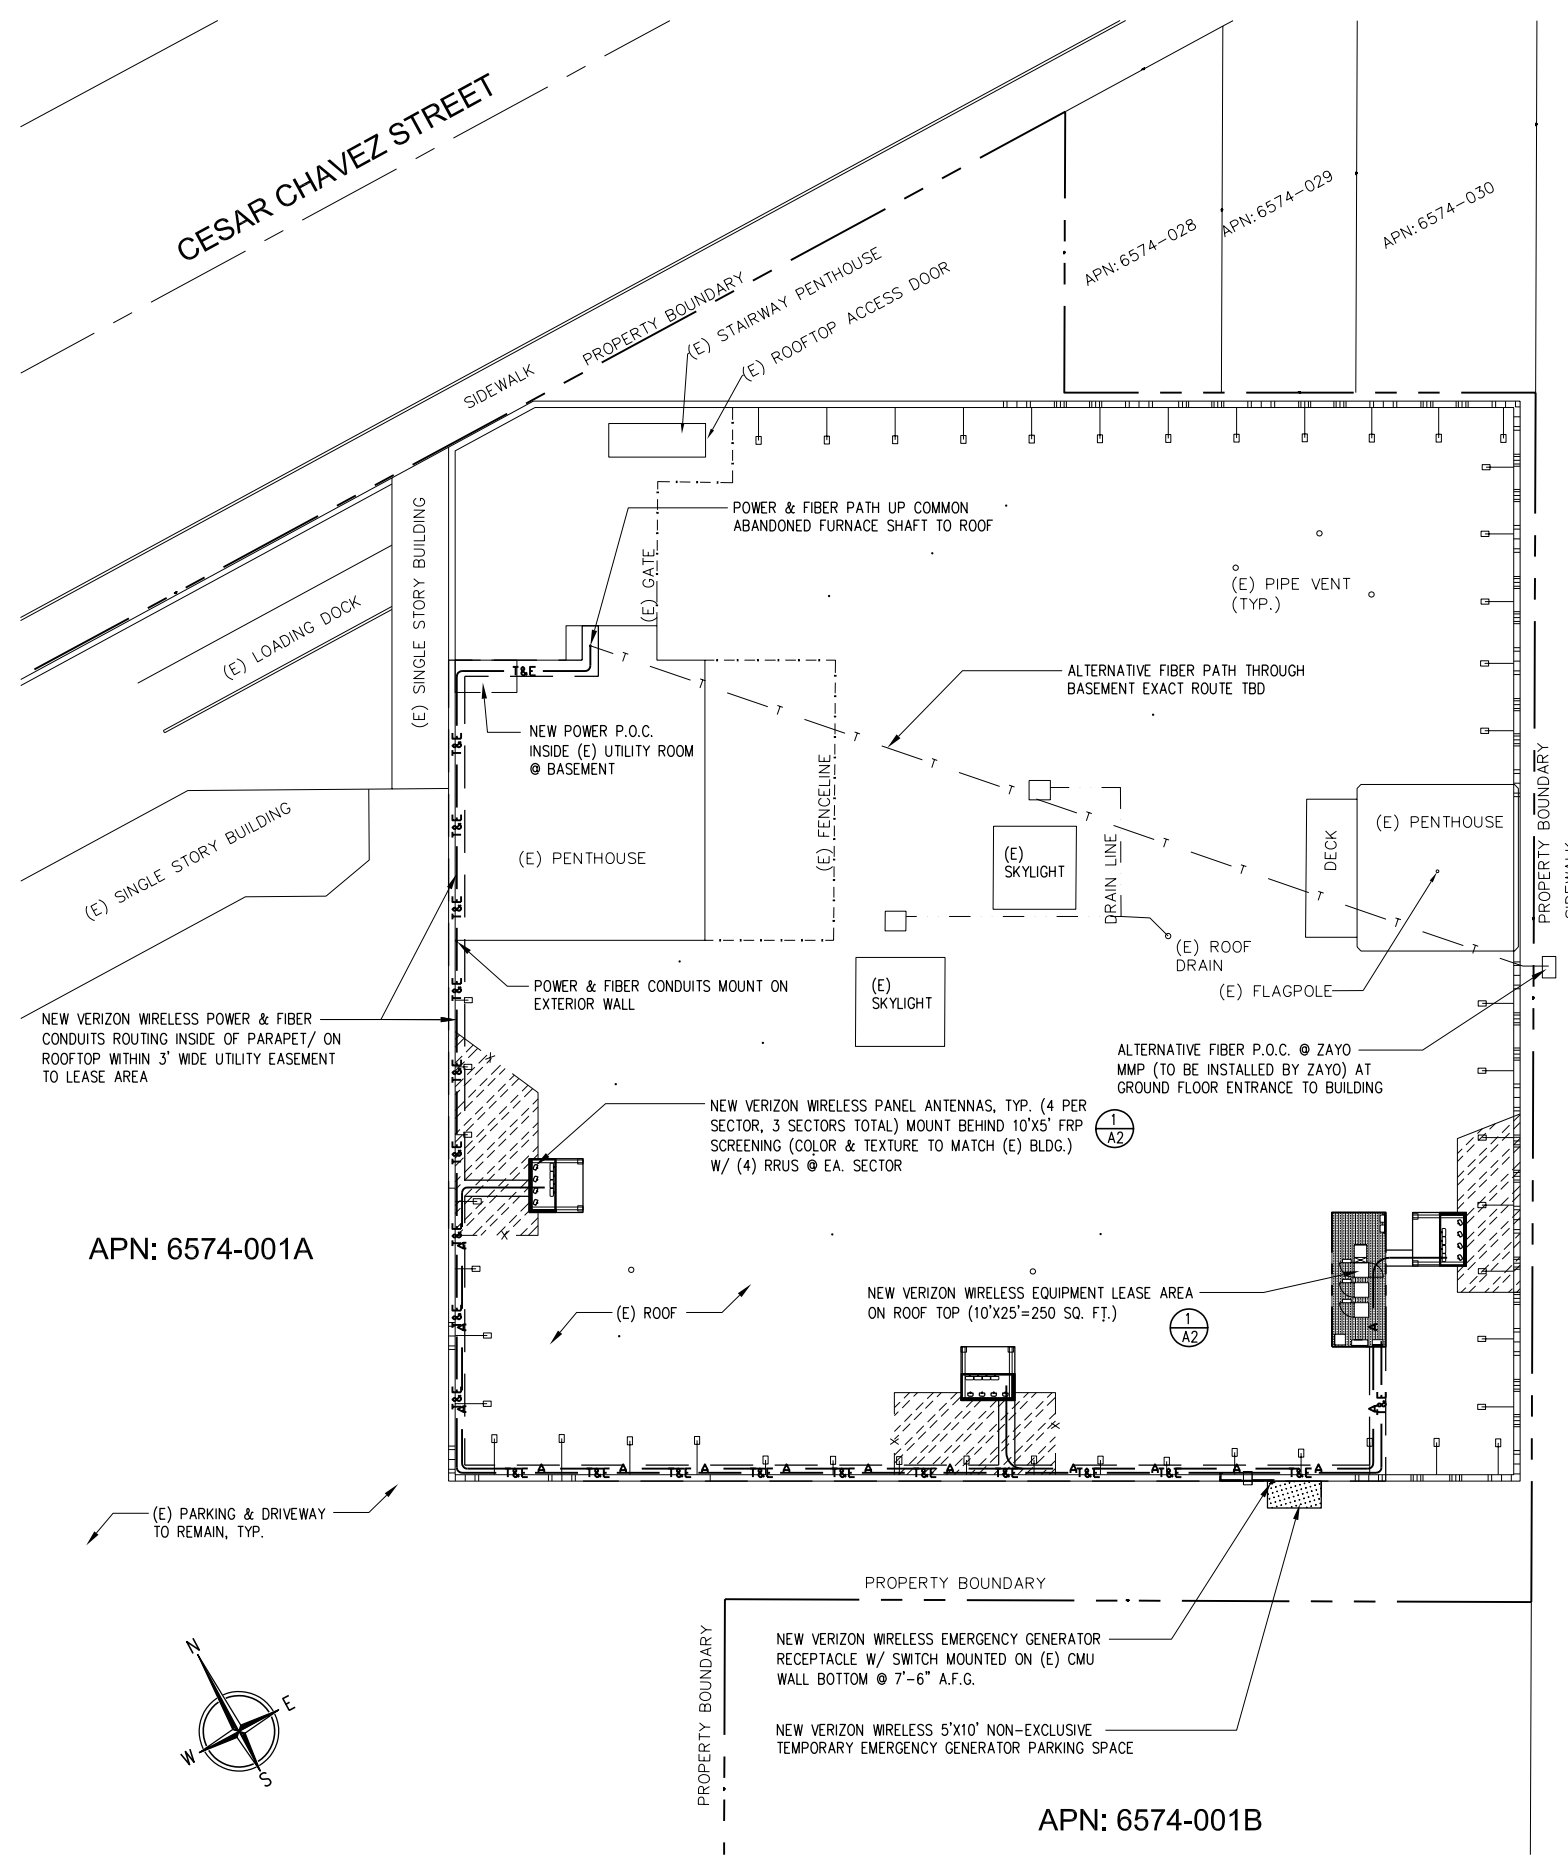 CESAR CHAVEZ STREET
SIDEWALK
PROPERTY BOUNDARY
(E) STAIRWAY PENTHOUSE
(E) ROOFTOP ACCESS DOOR
APN: 6574-028
APN: 6574-029
APN: 6574-030
POWER & FIBER PATH UP COMMON
ABANDONED FURNACE SHAFT TO ROOF
(E) GATE
(E) SINGLE STORY BUILDING
(E) LOADING DOCK
(E) PIPE VENT
(TYP.)
ALTERNATIVE FIBER PATH THROUGH
BASEMENT EXACT ROUTE TBD
NEW POWER P.O.C.
INSIDE (E) UTILITY ROOM
@ BASEMENT
(E) FENCELINE
(E) PENTHOUSE
(E) SINGLE STORY BUILDING
(E)
SKYLIGHT
DRAIN LINE
DECK
(E) PENTHOUSE
PROPERTY BOUNDARY
(E) ROOF
DRAIN
(E) FLAGPOLE
(E)
SKYLIGHT
POWER & FIBER CONDUITS MOUNT ON
EXTERIOR WALL
NEW VERIZON WIRELESS POWER & FIBER
CONDUITS ROUTING INSIDE OF PARAPET/ ON
ROOFTOP WITHIN 3' WIDE UTILITY EASEMENT
TO LEASE AREA
ALTERNATIVE FIBER P.O.C. @ ZAYO
MMP (TO BE INSTALLED BY ZAYO) AT
GROUND FLOOR ENTRANCE TO BUILDING
NEW VERIZON WIRELESS PANEL ANTENNAS, TYP. (4 PER
SECTOR, 3 SECTORS TOTAL) MOUNT BEHIND 10'X5' FRP
SCREENING (COLOR & TEXTURE TO MATCH (E) BLDG.)
W/ (4) RRUS @ EA. SECTOR
1
A2
APN: 6574-001A
NEW VERIZON WIRELESS EQUIPMENT LEASE AREA
ON ROOF TOP (10'X25'=250 SQ. FT.)
1
A2
(E) ROOF
T&E
A
(E) PARKING & DRIVEWAY
TO REMAIN, TYP.
PROPERTY BOUNDARY
PROPERTY BOUNDARY
NEW VERIZON WIRELESS EMERGENCY GENERATOR
RECEPTACLE W/ SWITCH MOUNTED ON (E) CMU
WALL BOTTOM @ 7'-6" A.F.G.
NEW VERIZON WIRELESS 5'X10' NON-EXCLUSIVE
TEMPORARY EMERGENCY GENERATOR PARKING SPACE
N
E
W
S
APN: 6574-001B